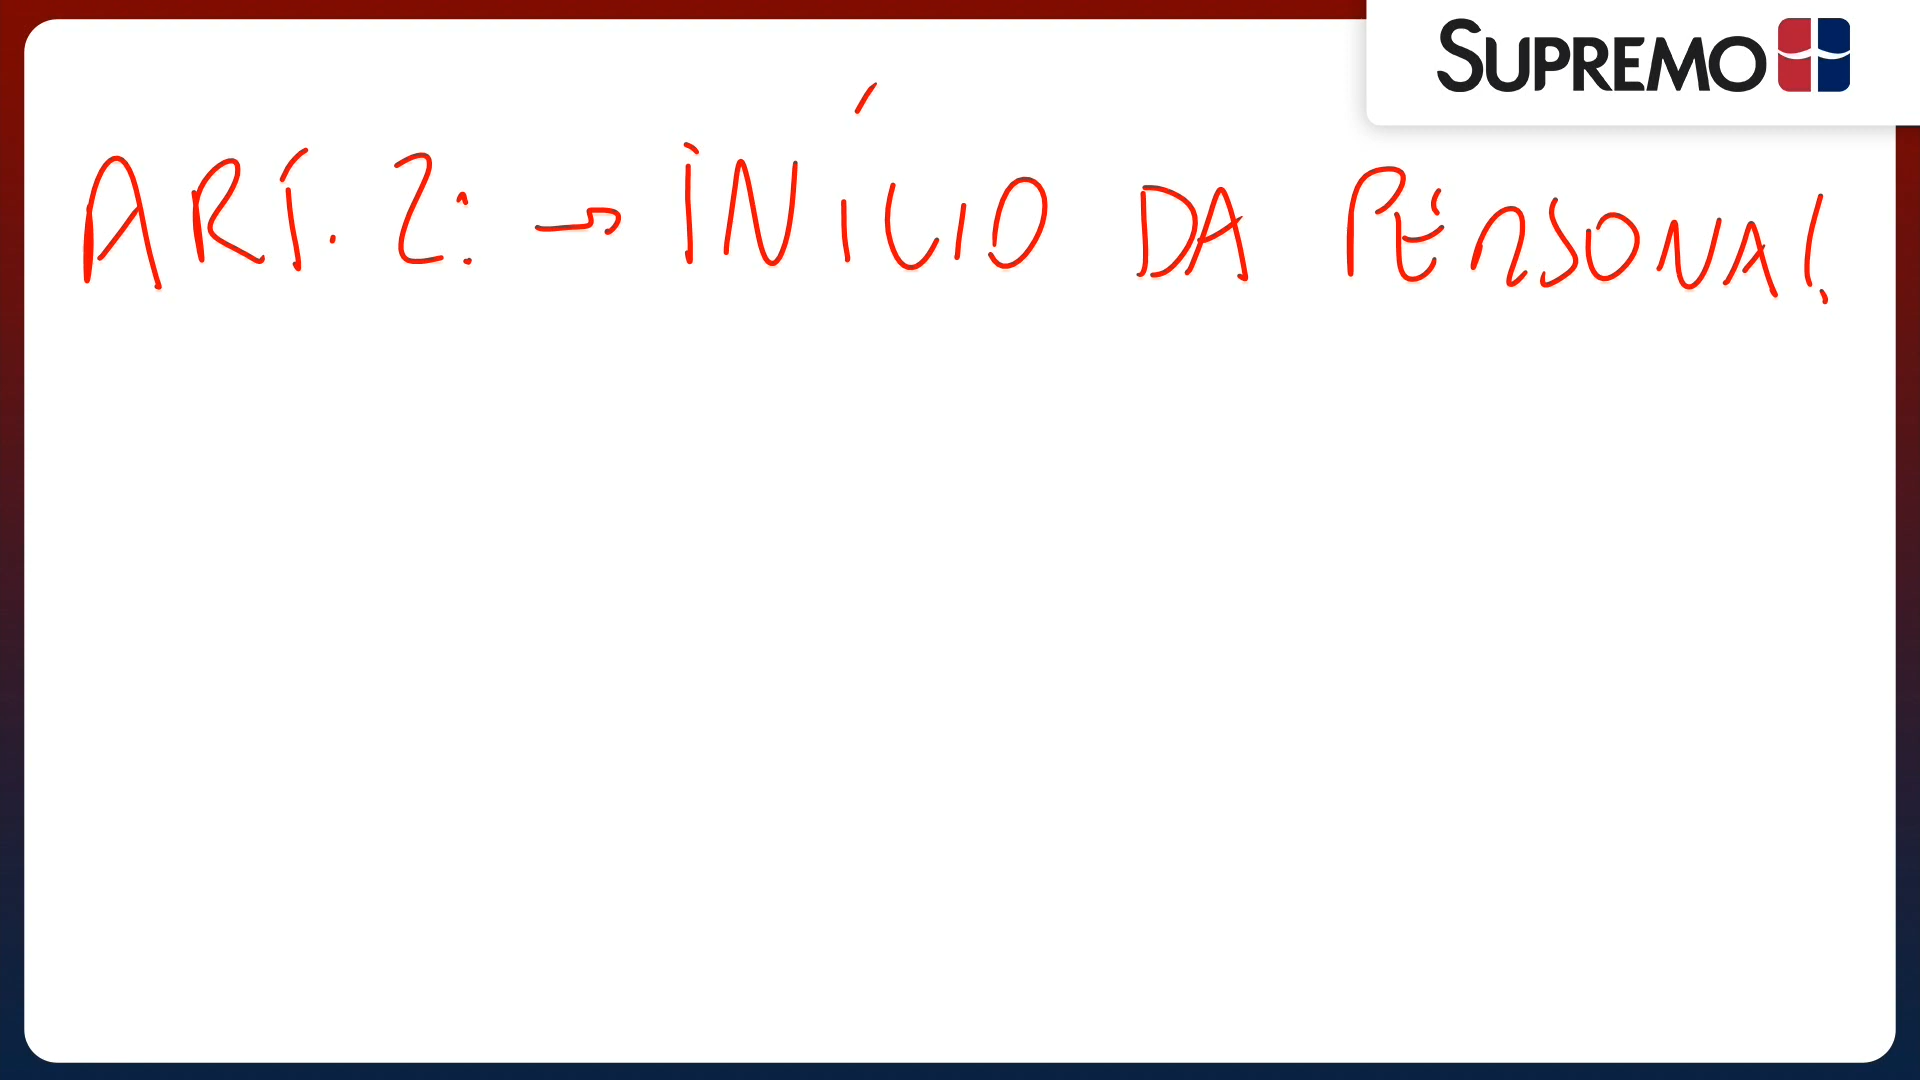 SUPREMO
ART. 2: → INÍCIO DA PERSONAL